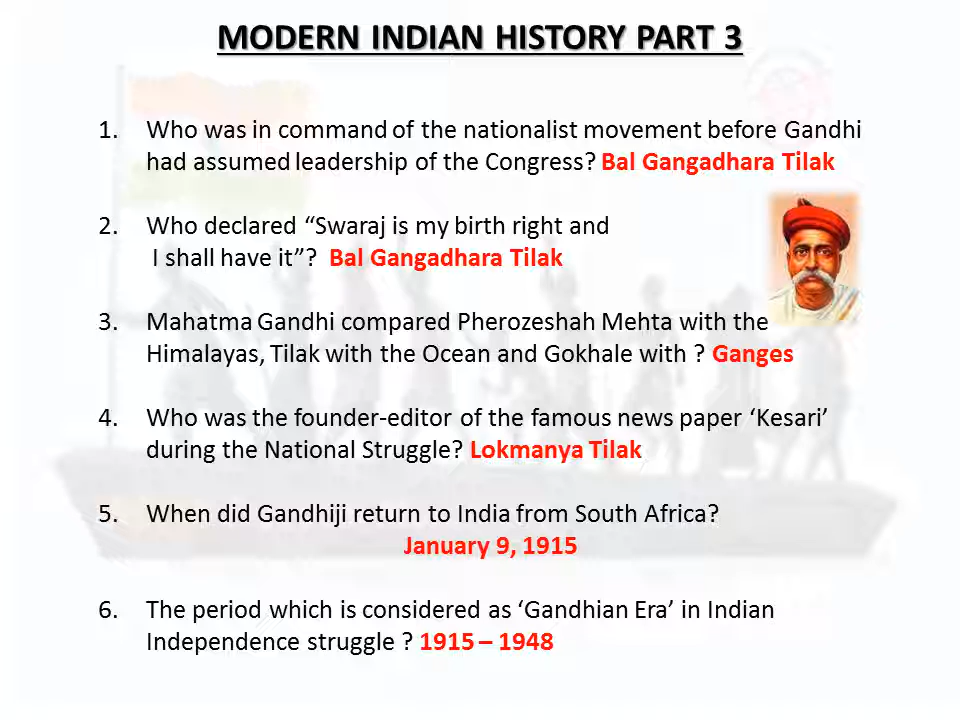 MODERN INDIAN HISTORY PART 3
1. Who was in command of the nationalist movement before Gandhi
had assumed leadership of the Congress? Bal Gangadhara Tilak
2. Who declared “Swaraj is my birth right and
I shall have it”? Bal Gangadhara Tilak
3. Mahatma Gandhi compared Pherozeshah Mehta with the
Himalayas, Tilak with the Ocean and Gokhale with ? Ganges
4. Who was the founder-editor of the famous news paper ‘Kesari’
during the National Struggle? Lokmanya Tilak
5. When did Gandhiji return to India from South Africa?
January 9, 1915
6. The period which is considered as ‘Gandhian Era’ in Indian
Independence struggle ? 1915 – 1948